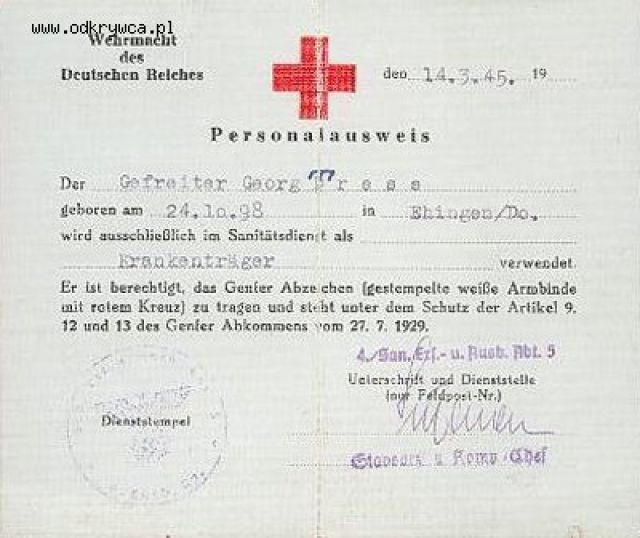 www.odkrywca.pl
Wehrmacht
des
Deutschen Reiches
den 14.3.45. 19
Personalausweis
Der Gefreiter Georg
geboren am 24.10.98 in Ehingen/Do.
wird ausschließlich im Sanitätsdienst als
Krankenträger verwendet.
Er ist berechtigt, das Genfer Abzeichen (gestempelte weiße Armbinde
mit rotem Kreuz) zu tragen und steht unter dem Schutz der Artikel 9.
12 und 13 des Genfer Abkommens vom 27. 7. 1929.
4./San. Ers.- u. Ausb. Abt. 5
Unterschrift und Dienststelle
(nur Feldpost-Nr.)
Dienststempel
Stabsarzt u Komp.-Chef